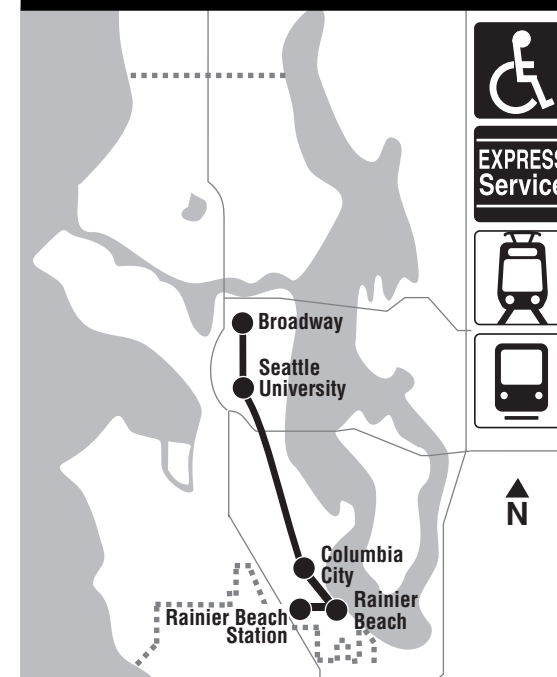 EXPRESS
Service
Broadway
Seattle
University
N
Columbia
City
Rainier
Beach
Rainier Beach
Station